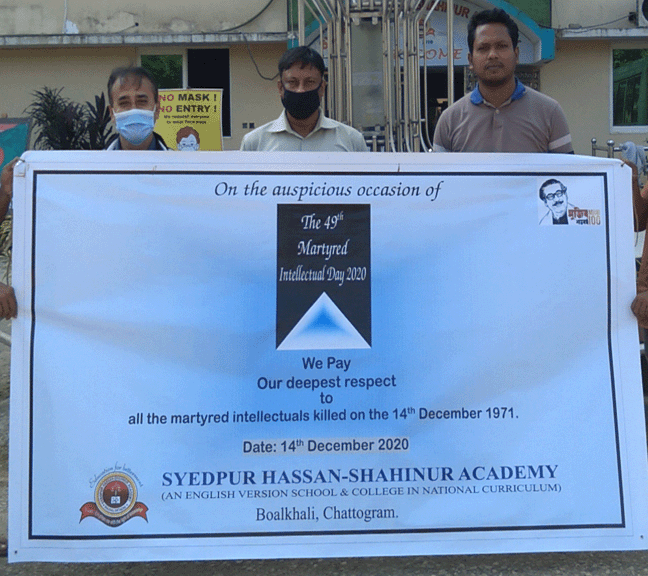 NO MASK !
NO ENTRY !
WELCOME
On the auspicious occasion of
The 49th
Martyred
Intellectual Day 2020
100
We Pay
Our deepest respect
to
all the martyred intellectuals killed on the 14th December 1971.
Date: 14th December 2020
SYEDPUR HASSAN-SHAHINUR ACADEMY
(AN ENGLISH VERSION SCHOOL & COLLEGE IN NATIONAL CURRICULUM)
Boalkhali, Chattogram.